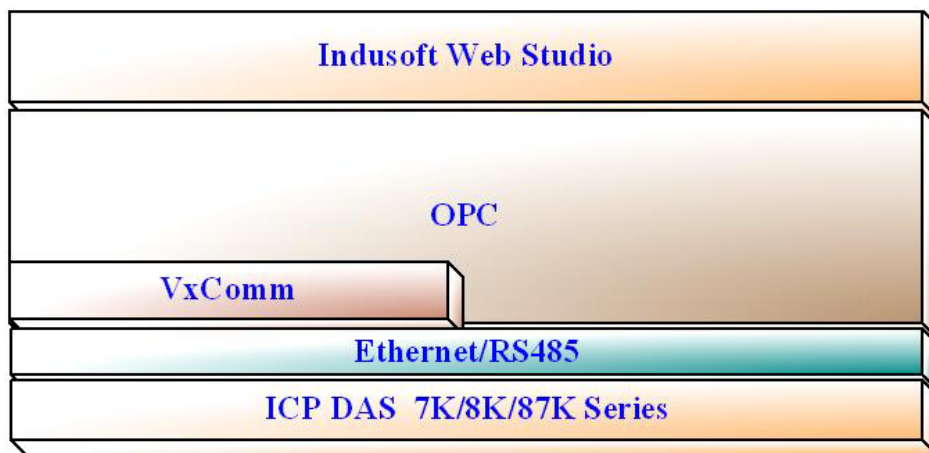 Indusoft Web Studio
OPC
VxComm
Ethernet/RS485
ICP DAS 7K/8K/87K Series